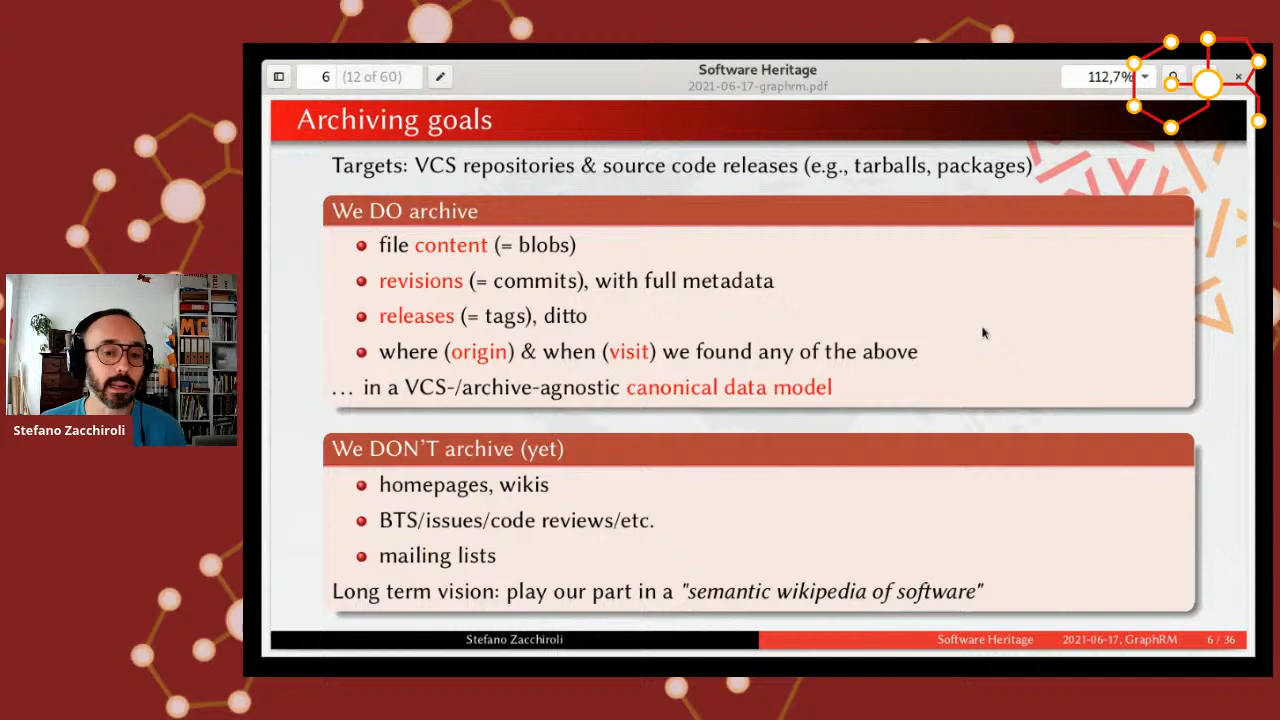 6 (12 of 60)
Software Heritage
2021-06-17-graphrm.pdf
112,7%
Archiving goals
Targets: VCS repositories & source code releases (e.g., tarballs, packages)
We DO archive
file content (= blobs)
revisions (= commits), with full metadata
releases (= tags), ditto
where (origin) & when (visit) we found any of the above
... in a VCS-/archive-agnostic canonical data model
We DON'T archive (yet)
homepages, wikis
BTS/issues/code reviews/etc.
mailing lists
Long term vision: play our part in a "semantic wikipedia of software"
Stefano Zacchiroli
Software Heritage 2021-06-17, GraphRM 6 / 36
Stefano Zacchiroli